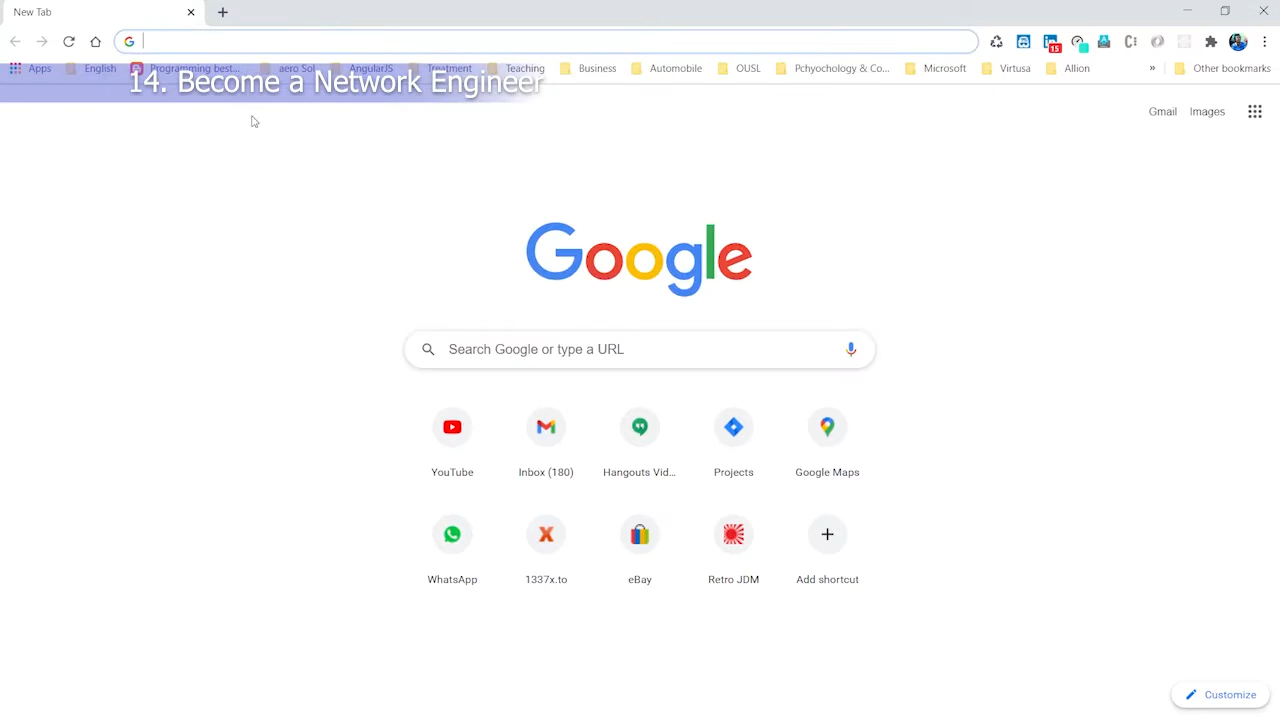 New Tab
15
Apps English Programming best... aero Sol AngularJS Treatment Teaching Business Automobile OUSL Pchyochology & Co... Microsoft Virtusa Allion » Other bookmarks
14. Become a Network Engineer
Gmail Images
Google
Search Google or type a URL
YouTube Inbox (180) Hangouts Vid... Projects Google Maps
WhatsApp 1337x.to eBay Retro JDM Add shortcut
Customize